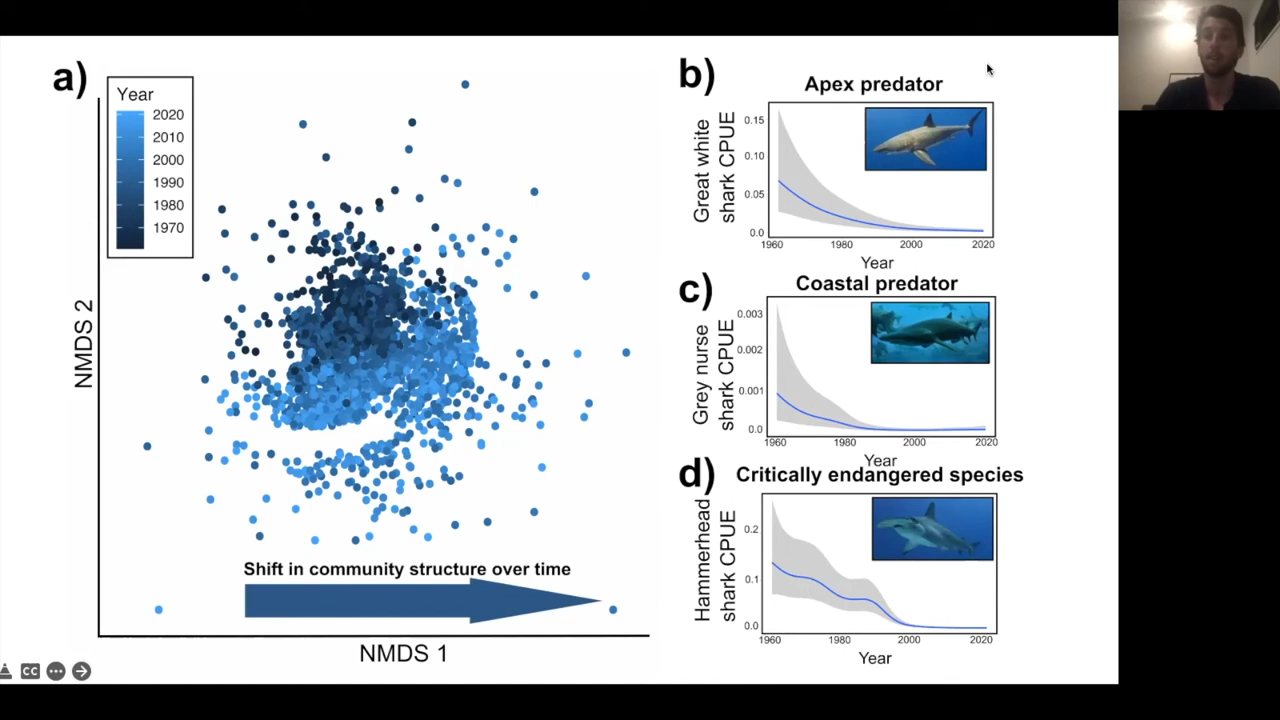 a)
Year
2020
2010
2000
1990
1980
1970
NMDS 2
Shift in community structure over time
NMDS 1
b)
Apex predator
Great white
shark CPUE
0.15
0.10
0.05
0.0
1960
1980
2000
2020
Year
c)
Coastal predator
Grey nurse
shark CPUE
0.003
0.002
0.001
0.0
1960
1980
2000
2020
Year
d)
Critically endangered species
Hammerhead
shark CPUE
0.2
0.1
0.0
1960
1980
2000
2020
Year
CC